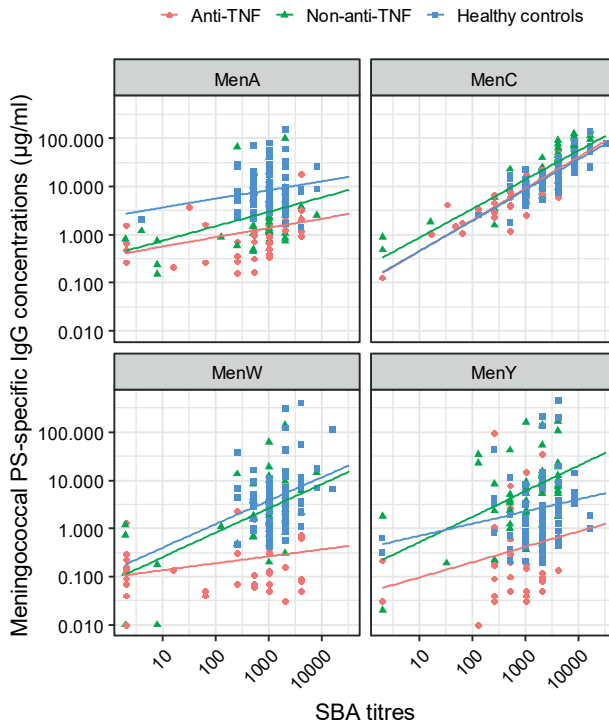 Anti-TNF Non-anti-TNF Healthy controls
MenA MenC
100.000
10.000
1.000
0.100
0.010
MenW MenY
100.000
10.000
1.000
0.100
0.010
10 100 1000 10000 10 100 1000 10000
SBA titres
Meningococcal PS-specific IgG concentrations (µg/ml)